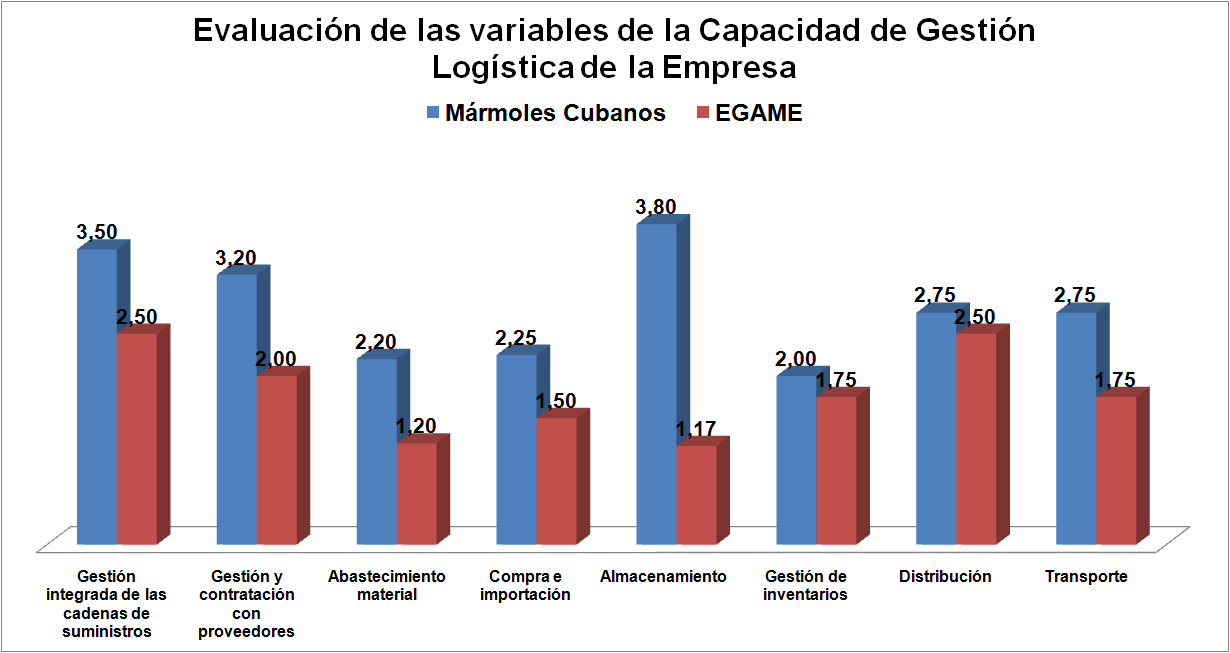 Evaluación de las variables de la Capacidad de Gestión
Logística de la Empresa
Mármoles Cubanos EGAME
3,50
2,50
3,20
2,00
2,20
1,20
2,25
1,50
3,80
1,17
2,00
1,75
2,75
2,50
2,75
1,75
Gestión
integrada de las
cadenas de
suministros
Gestión y
contratación
con
proveedores
Abastecimiento
material
Compra e
importación
Almacenamiento
Gestión de
inventarios
Distribución
Transporte